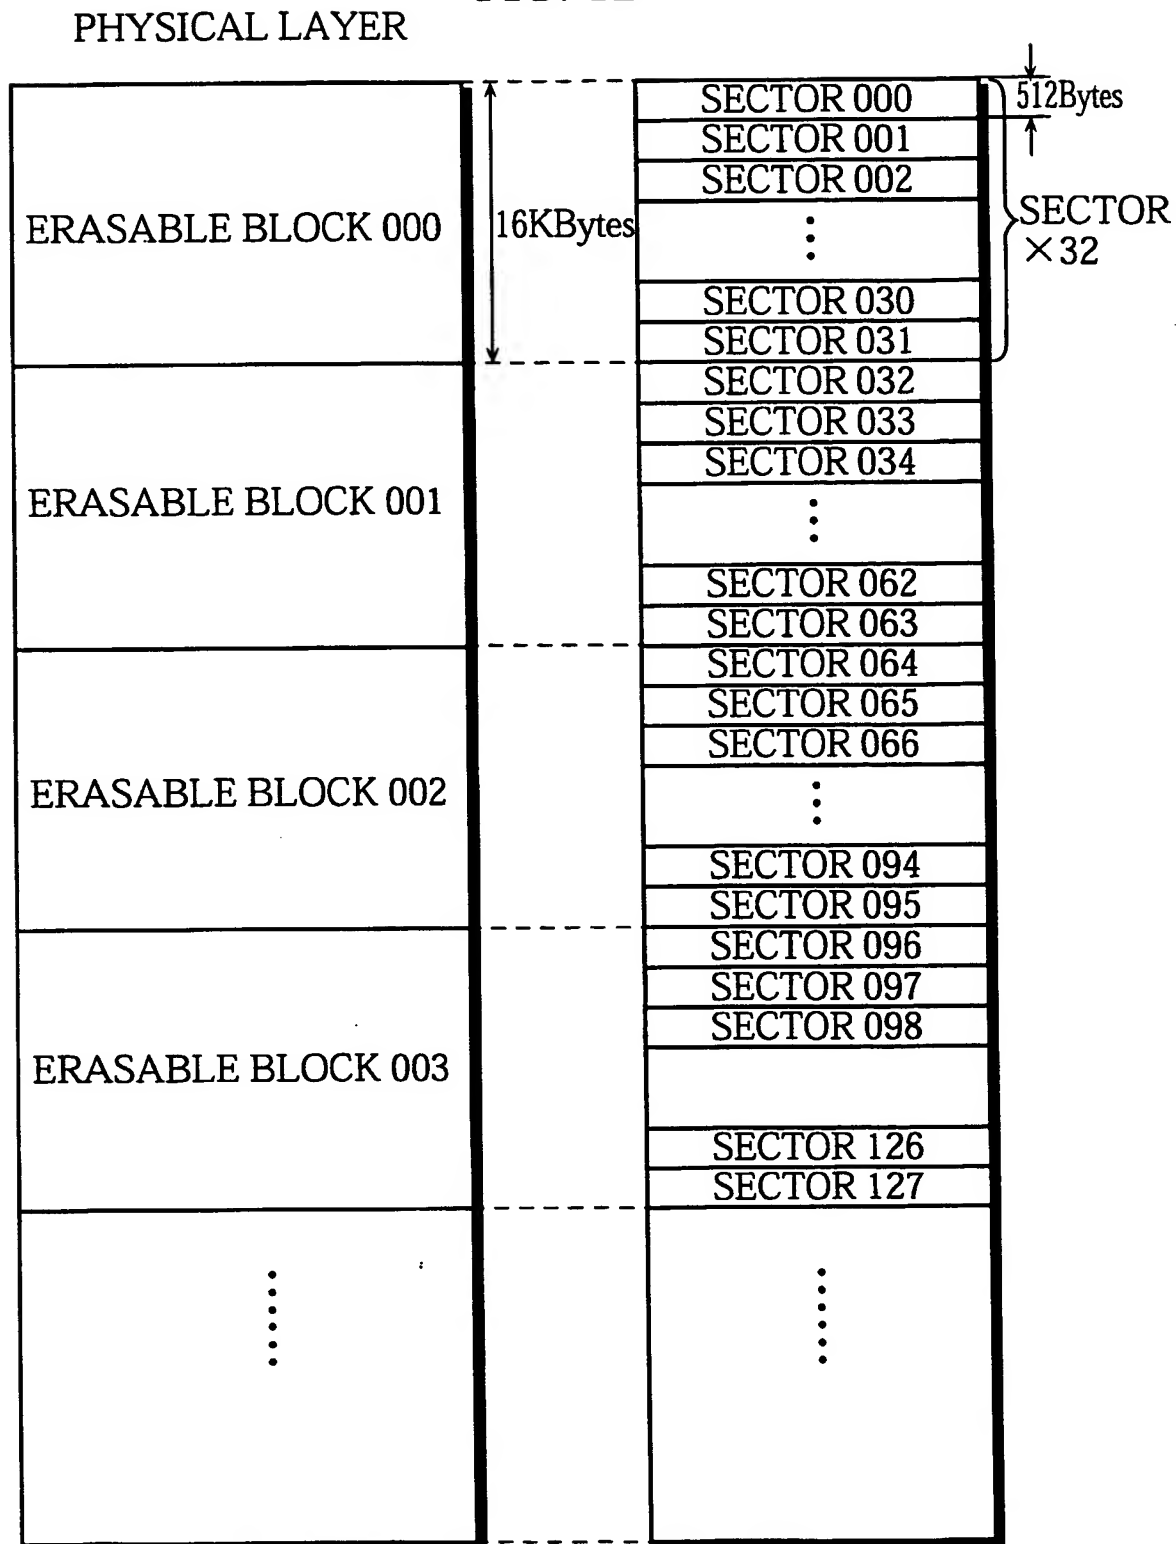 PHYSICAL LAYER
ERASABLE BLOCK 000
16KBytes
ERASABLE BLOCK 001
ERASABLE BLOCK 002
ERASABLE BLOCK 003
SECTOR 000
SECTOR 001
SECTOR 002
SECTOR 030
SECTOR 031
SECTOR 032
SECTOR 033
SECTOR 034
SECTOR 062
SECTOR 063
SECTOR 064
SECTOR 065
SECTOR 066
SECTOR 094
SECTOR 095
SECTOR 096
SECTOR 097
SECTOR 098
SECTOR 126
SECTOR 127
512Bytes
SECTOR
×32